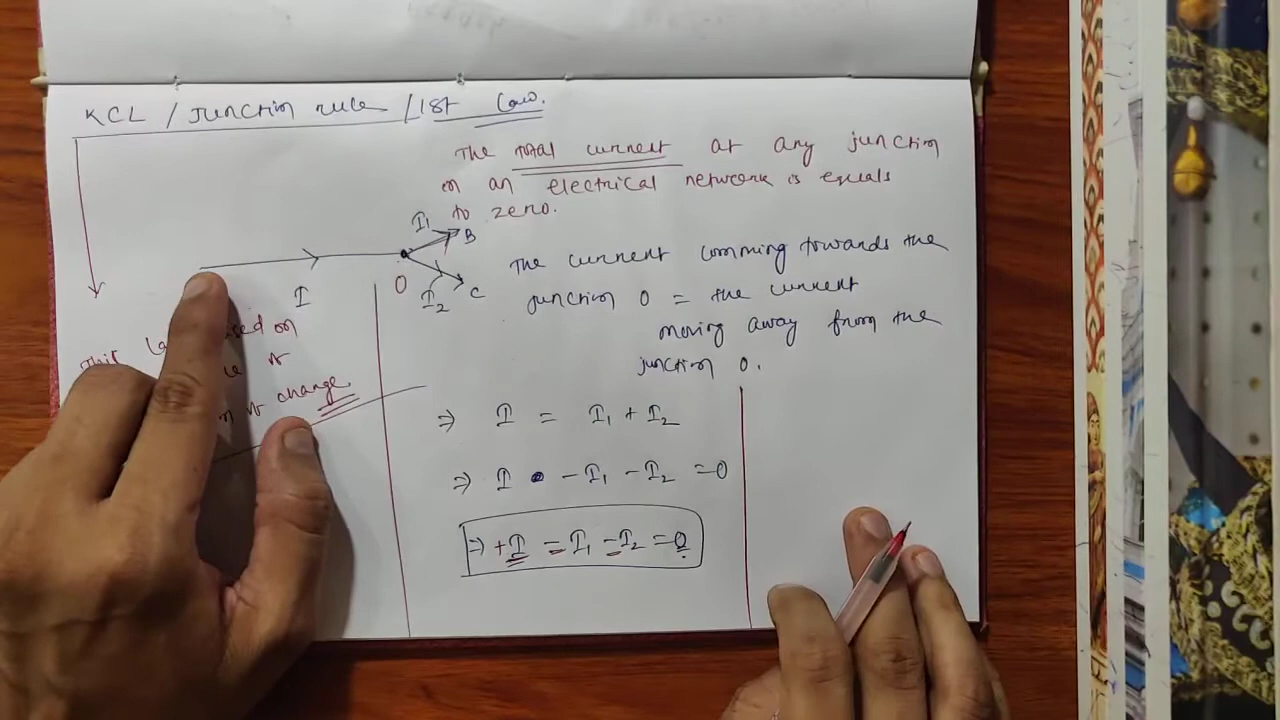 KCL / Junction rule / 1st law.
The total current at any junction
in an electrical network is equals
to zero.
I1
B
I
O
I2
C
The current comming towards the
junction O = the current
moving away from the
junction O.
This
sed on
change
⇒ I = I1 + I2
⇒ I - I1 - I2 = 0
⇒ +I - I1 - I2 = 0